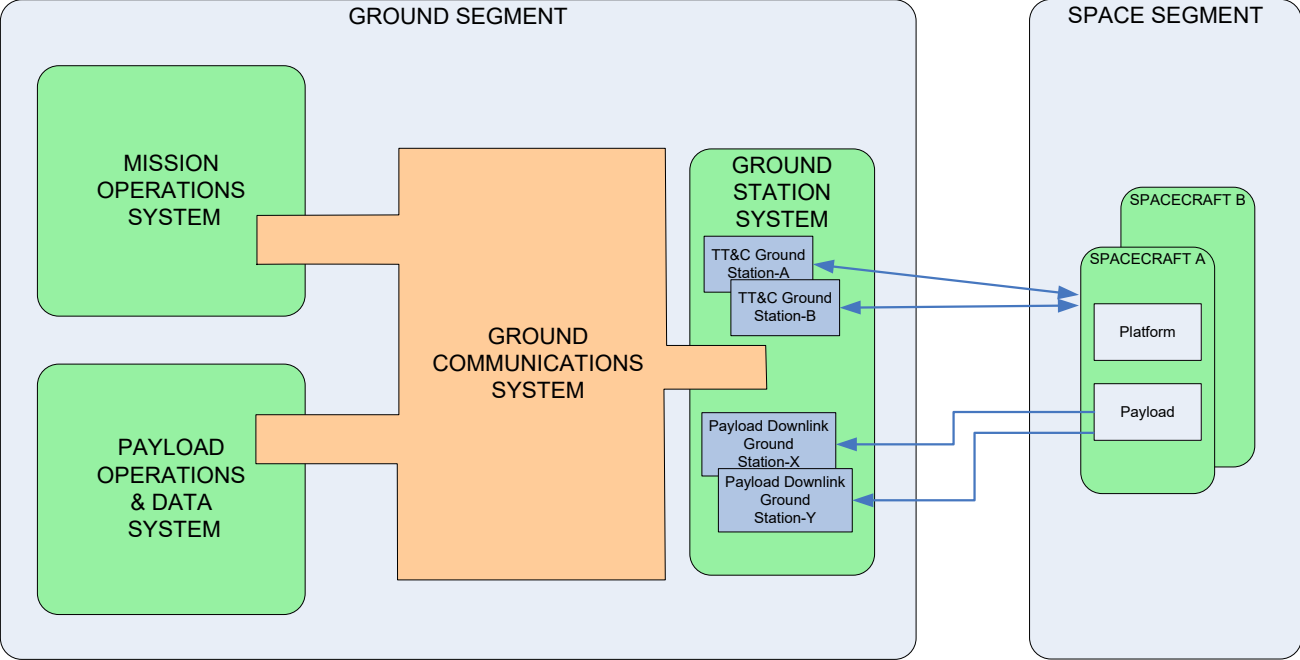 GROUND SEGMENT
MISSION
OPERATIONS
SYSTEM
PAYLOAD
OPERATIONS
& DATA
SYSTEM
GROUND
COMMUNICATIONS
SYSTEM
GROUND
STATION
SYSTEM
TT&C Ground
Station-A
TT&C Ground
Station-B
Payload Downlink
Ground
Station-X
Payload Downlink
Ground
Station-Y
SPACE SEGMENT
SPACECRAFT B
SPACECRAFT A
Platform
Payload